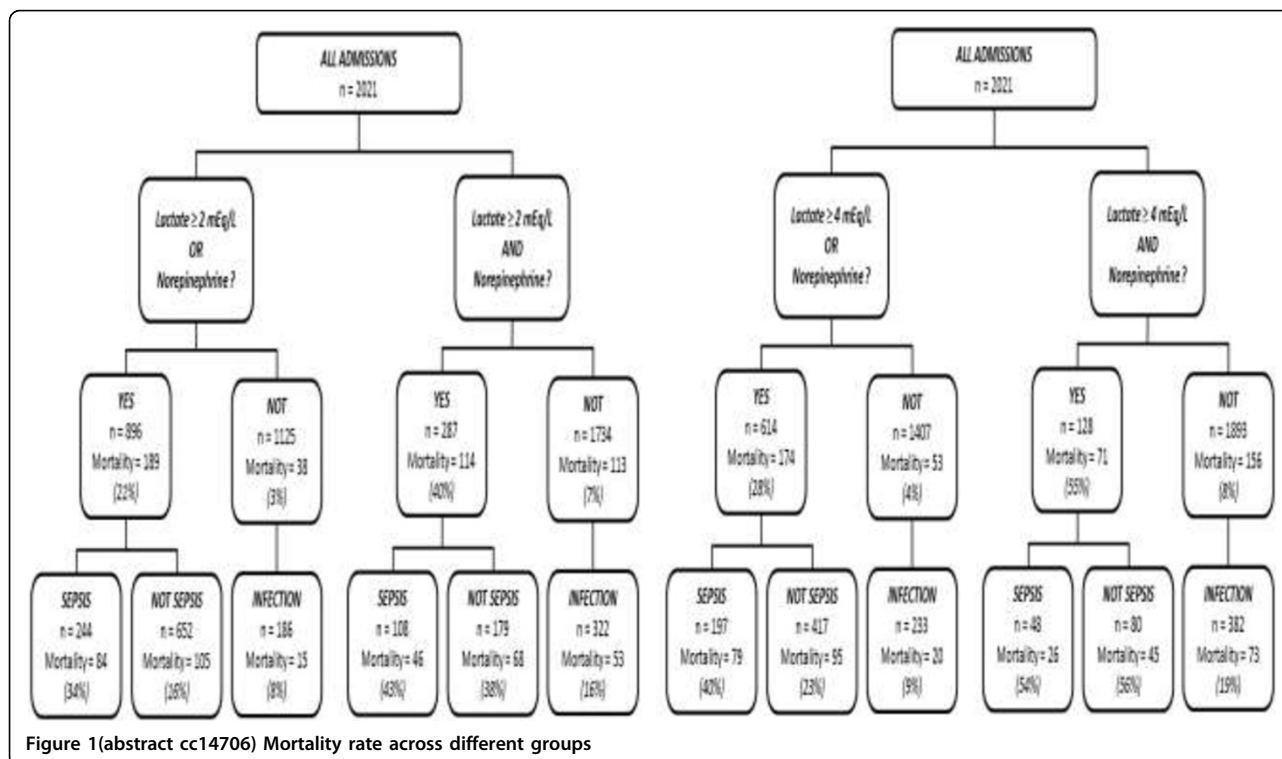 ALL ADMISSIONS
n = 2021
Lactate ≥ 2 mEq/L
OR
Norepinephrine ?
YES
n = 896
Mortality = 189
(21%)
SEPSIS
n = 244
Mortality = 84
(34%)
NOT SEPSIS
n = 652
Mortality = 105
(16%)
NOT
n = 1125
Mortality = 38
(3%)
INFECTION
n = 186
Mortality = 15
(8%)
Lactate ≥ 2 mEq/L
AND
Norepinephrine ?
YES
n = 287
Mortality = 114
(40%)
SEPSIS
n = 108
Mortality = 46
(43%)
NOT SEPSIS
n = 179
Mortality = 68
(38%)
NOT
n = 1734
Mortality = 113
(7%)
INFECTION
n = 322
Mortality = 53
(16%)
ALL ADMISSIONS
n = 2021
Lactate ≥ 4 mEq/L
OR
Norepinephrine ?
YES
n = 614
Mortality = 174
(28%)
SEPSIS
n = 197
Mortality = 79
(40%)
NOT SEPSIS
n = 417
Mortality = 95
(23%)
NOT
n = 1407
Mortality = 53
(4%)
INFECTION
n = 233
Mortality = 20
(9%)
Lactate ≥ 4 mEq/L
AND
Norepinephrine ?
YES
n = 128
Mortality = 71
(55%)
SEPSIS
n = 48
Mortality = 26
(54%)
NOT SEPSIS
n = 80
Mortality = 45
(56%)
NOT
n = 1893
Mortality = 156
(8%)
INFECTION
n = 382
Mortality = 73
(19%)
Figure 1(abstract cc14706) Mortality rate across different groups